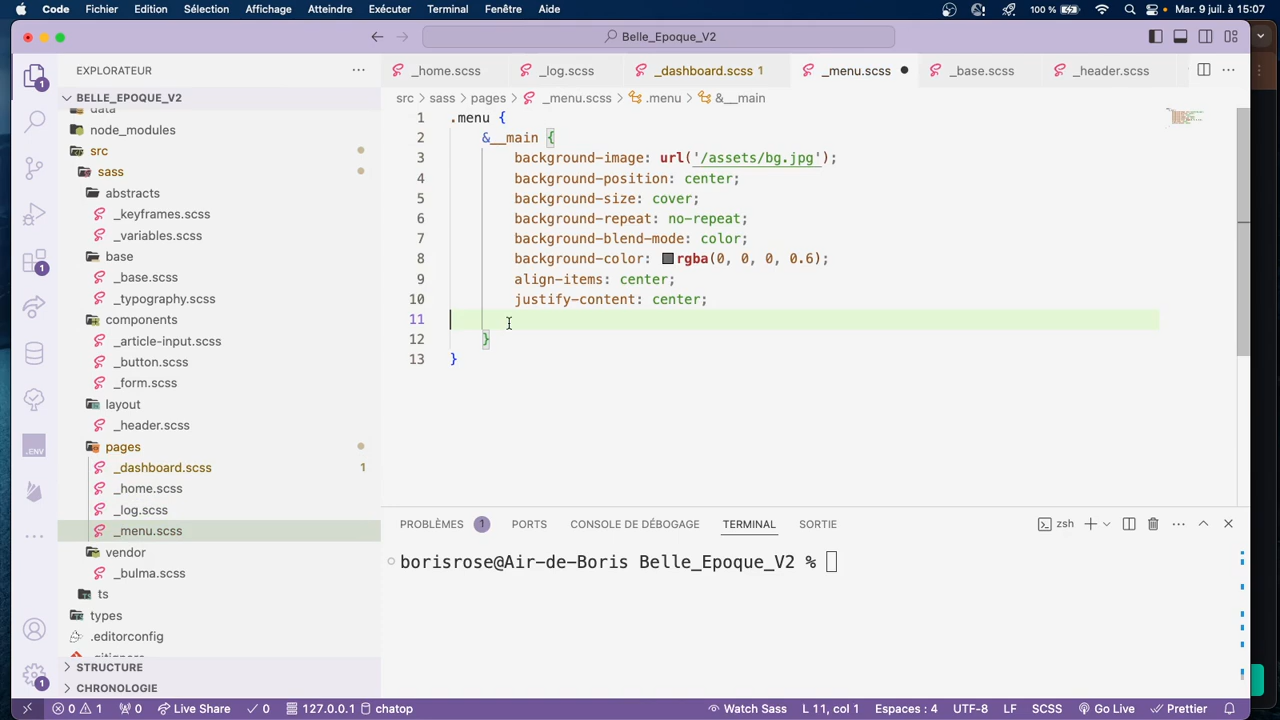 Code Fichier Édition Sélection Affichage Atteindre Exécuter Terminal Fenêtre Aide 100 % Mar. 9 juil. à 15:07
Belle_Epoque_V2
EXPLORATEUR
_home.scss _log.scss _dashboard.scss 1 _menu.scss _base.scss _header.scss
BELLE_EPOQUE_V2
src > sass > pages > _menu.scss > .menu > &__main
data
node_modules
src
sass
abstracts
_keyframes.scss
_variables.scss
base
_base.scss
_typography.scss
components
_article-input.scss
_button.scss
_form.scss
layout
_header.scss
pages
_dashboard.scss 1
_home.scss
_log.scss
_menu.scss
vendor
_bulma.scss
ts
types
.editorconfig
.gitignore
STRUCTURE
CHRONOLOGIE
1 .menu {
2 &__main {
3 background-image: url('/assets/bg.jpg');
4 background-position: center;
5 background-size: cover;
6 background-repeat: no-repeat;
7 background-blend-mode: color;
8 background-color: rgba(0, 0, 0, 0.6);
9 align-items: center;
10 justify-content: center;
11
12 }
13 }
1
1
.ENV
1
PROBLÈMES 1 PORTS CONSOLE DE DÉBOGAGE TERMINAL SORTIE zsh
borisrose@Air-de-Boris Belle_Epoque_V2 %
0 1 0 Live Share 0 127.0.0.1 chatop Watch Sass L 11, col 1 Espaces : 4 UTF-8 LF SCSS Go Live Prettier